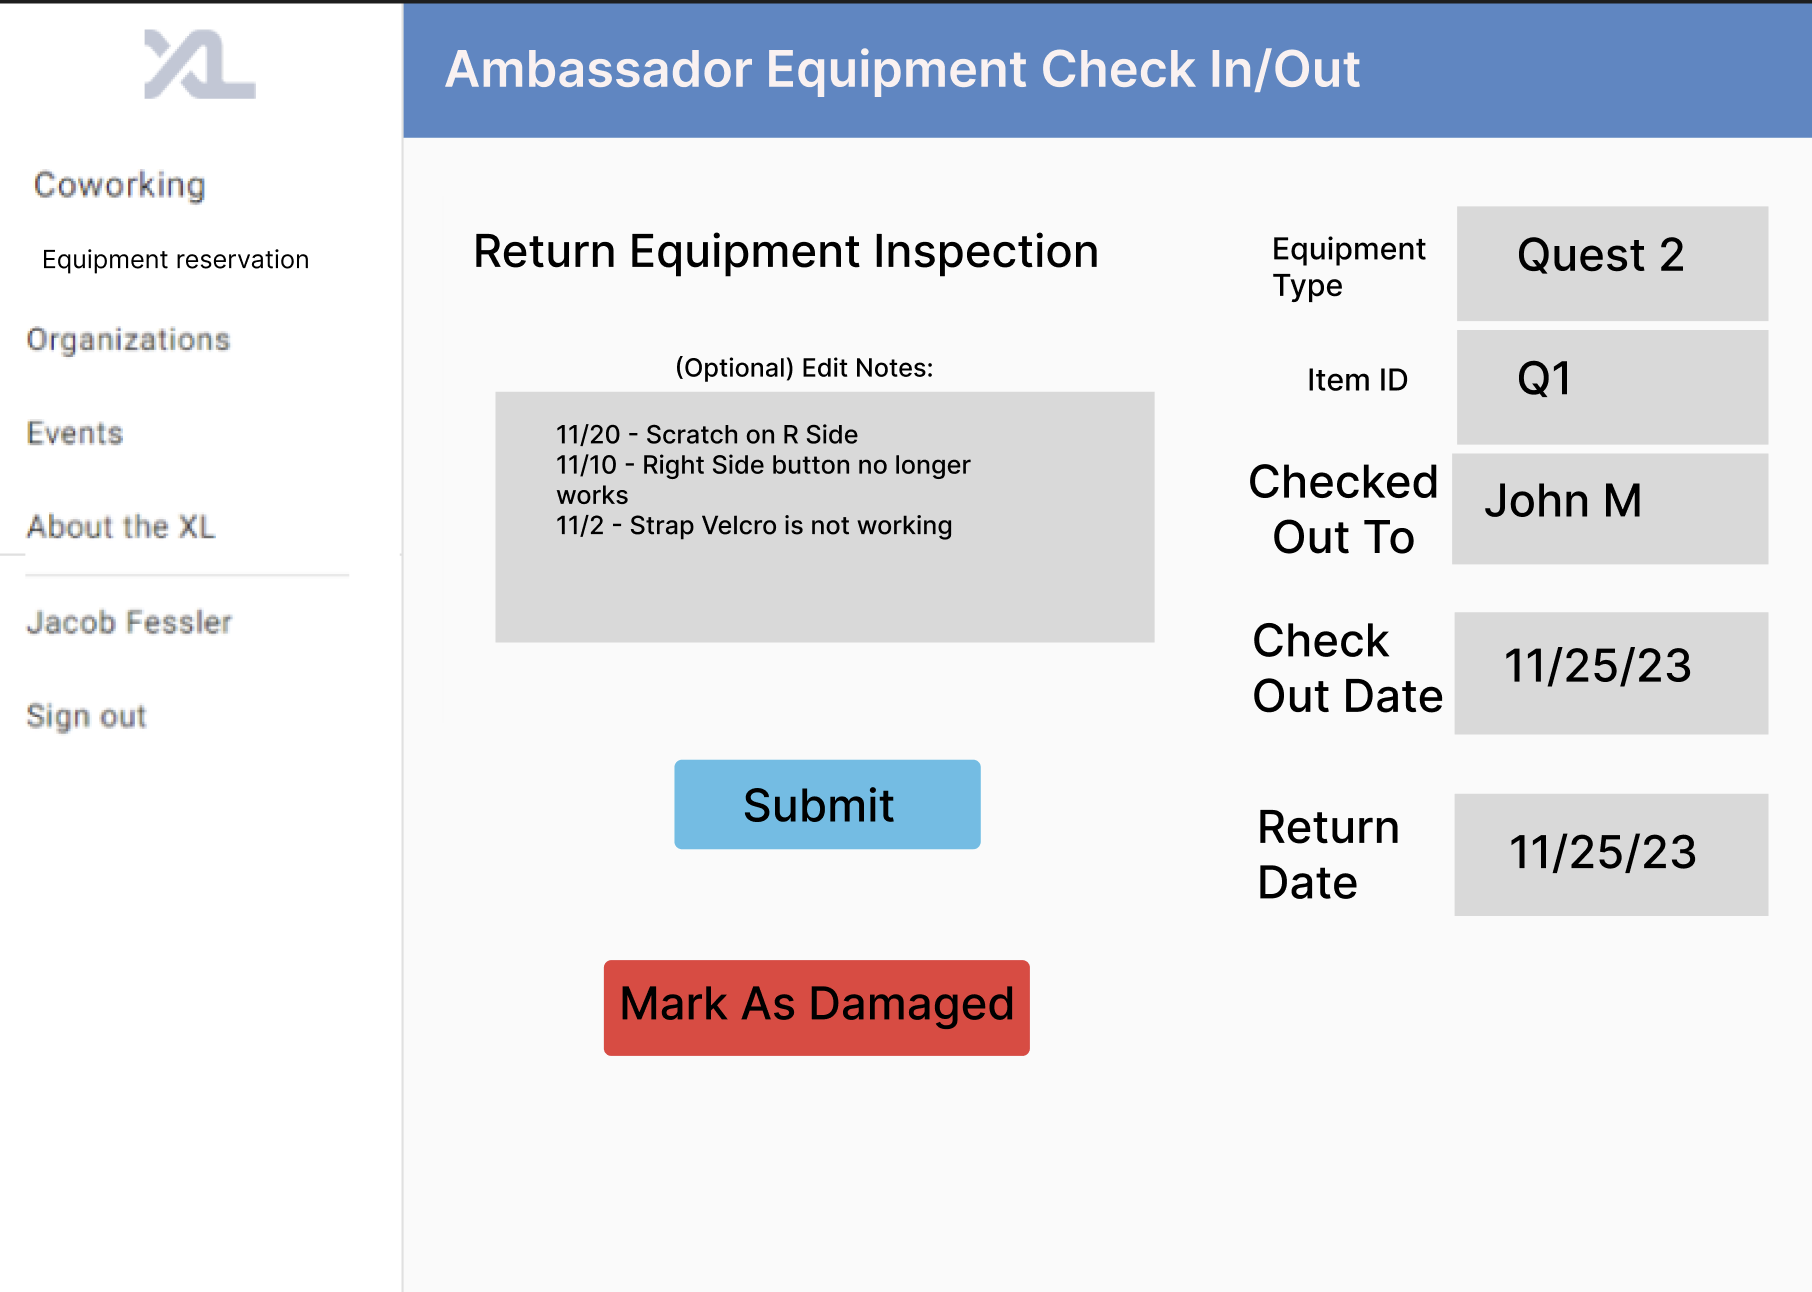 XL
Ambassador Equipment Check In/Out
Coworking
Equipment reservation
Organizations
Events
About the XL
Jacob Fessler
Sign out
Return Equipment Inspection
(Optional) Edit Notes:
11/20 - Scratch on R Side
11/10 - Right Side button no longer
works
11/2 - Strap Velcro is not working
Submit
Mark As Damaged
Equipment
Type
Quest 2
Item ID
Q1
Checked
Out To
John M
Check
Out Date
11/25/23
Return
Date
11/25/23